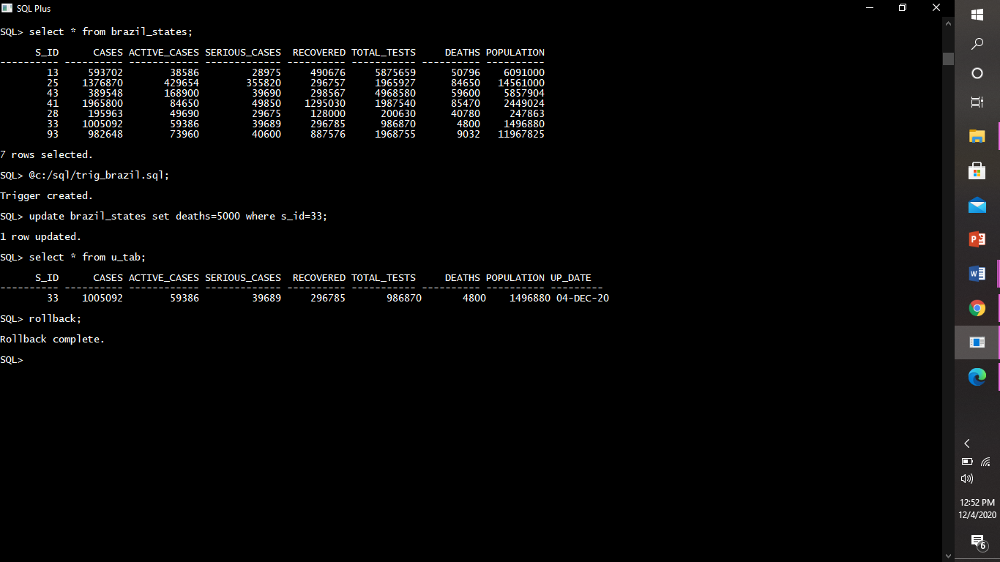 SQL Plus
SQL> select * from brazil_states;
S_ID CASES ACTIVE_CASES SERIOUS_CASES RECOVERED TOTAL_TESTS DEATHS POPULATION
---------- ---------- ------------ ------------- ---------- ----------- ---------- ----------
13 593702 38586 28975 490676 5875659 50796 6091000
25 1376870 429654 355820 296757 1965927 84650 14561000
43 389548 168900 39690 298567 4968580 59600 5857904
41 1965800 84650 49850 1295030 1987540 85470 2449024
28 195963 49690 29675 128000 200630 40780 247863
33 1005092 59386 39689 296785 986870 4800 1496880
93 982648 73960 40600 887576 1968755 9032 11967825
7 rows selected.
SQL> @c:/sql/trig_brazil.sql;
Trigger created.
SQL> update brazil_states set deaths=5000 where s_id=33;
1 row updated.
SQL> select * from u_tab;
S_ID CASES ACTIVE_CASES SERIOUS_CASES RECOVERED TOTAL_TESTS DEATHS POPULATION UP_DATE
---------- ---------- ------------ ------------- ---------- ----------- ---------- ---------- ---------
33 1005092 59386 39689 296785 986870 4800 1496880 04-DEC-20
SQL> rollback;
Rollback complete.
SQL>
12:52 PM
12/4/2020
6